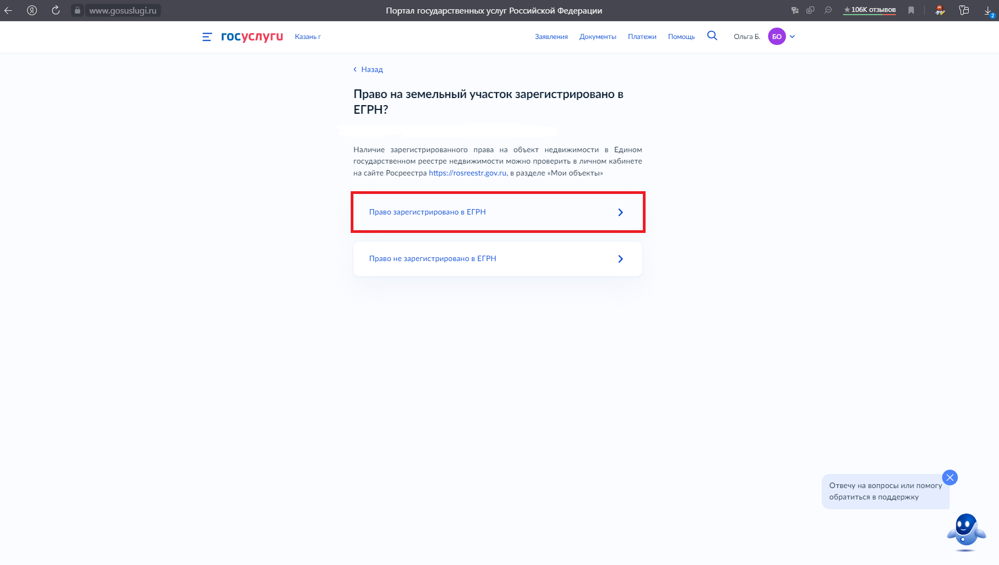 www.gosuslugi.ru
Портал государственных услуг Российской Федерации
★ 106K отзывов
2
госуслуги
Казань г
Заявления
Документы
Платежи
Помощь
Ольга Б.
БО
Назад
Право на земельный участок зарегистрировано в
ЕГРН?
Наличие зарегистрированного права на объект недвижимости в Едином
государственном реестре недвижимости можно проверить в личном кабинете
на сайте Росреестра https://rosreestr.gov.ru, в разделе «Мои объекты»
Право зарегистрировано в ЕГРН
Право не зарегистрировано в ЕГРН
Отвечу на вопросы или помогу
обратиться в поддержку